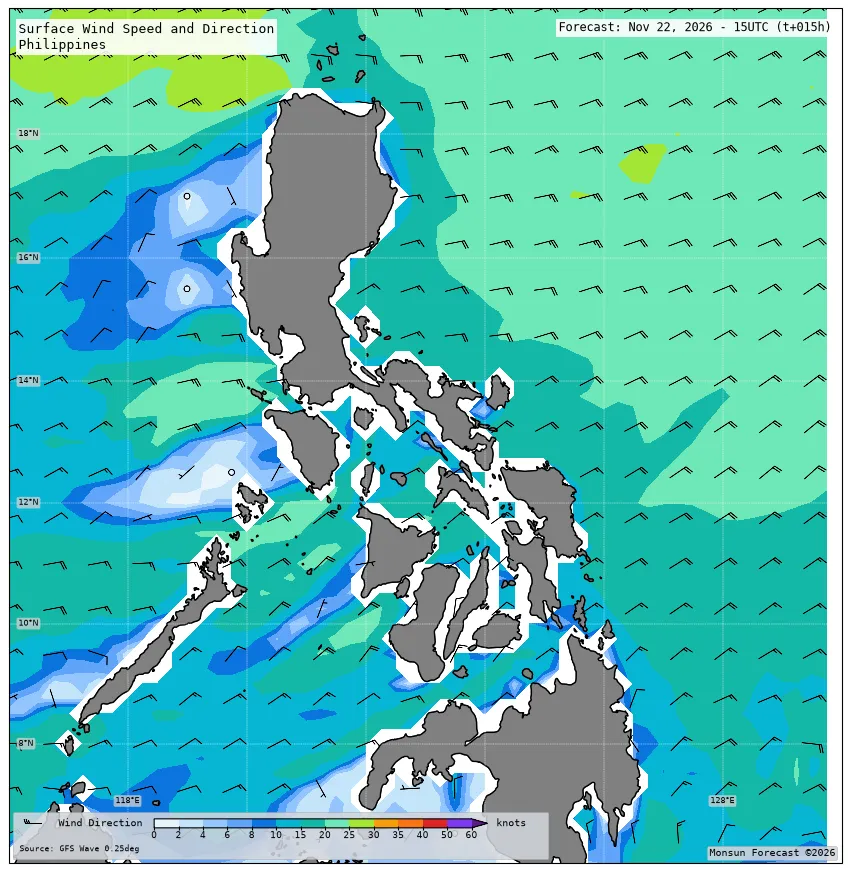 Surface Wind Speed and Direction
Philippines
Forecast: Nov 22, 2026 - 15UTC (t+015h)
18°N
16°N
14°N
12°N
10°N
8°N
118°E
128°E
Wind Direction
0 2 4 6 8 10 15 20 25 30 35 40 50 60 knots
Source: GFS Wave 0.25deg
Monsun Forecast ©2026